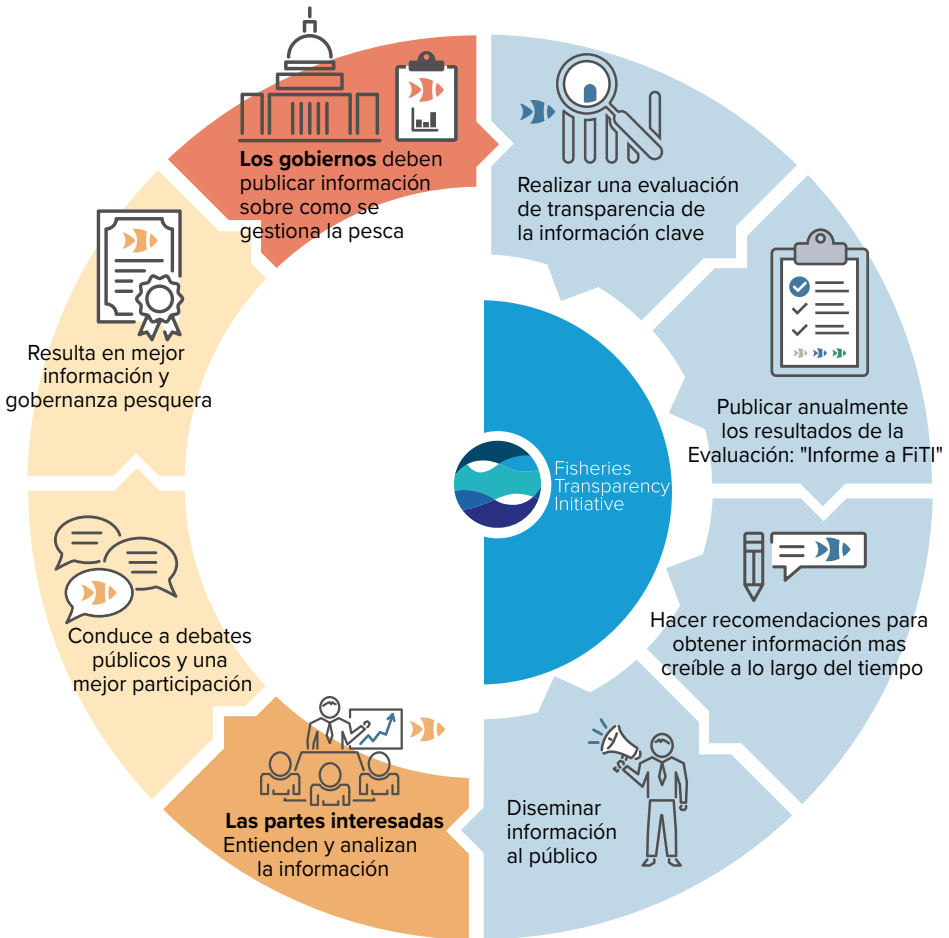 Los gobiernos deben
publicar información
sobre como se
gestiona la pesca
Realizar una evaluación
de transparencia de
la información clave
Publicar anualmente
los resultados de la
Evaluación: "Informe a FiTI"
Hacer recomendaciones para
obtener información mas
creíble a lo largo del tiempo
Diseminar
información
al público
Las partes interesadas
Entienden y analizan
la información
Conduce a debates
públicos y una
mejor participación
Resulta en mejor
información y
gobernanza pesquera
Fisheries
Transparency
Initiative